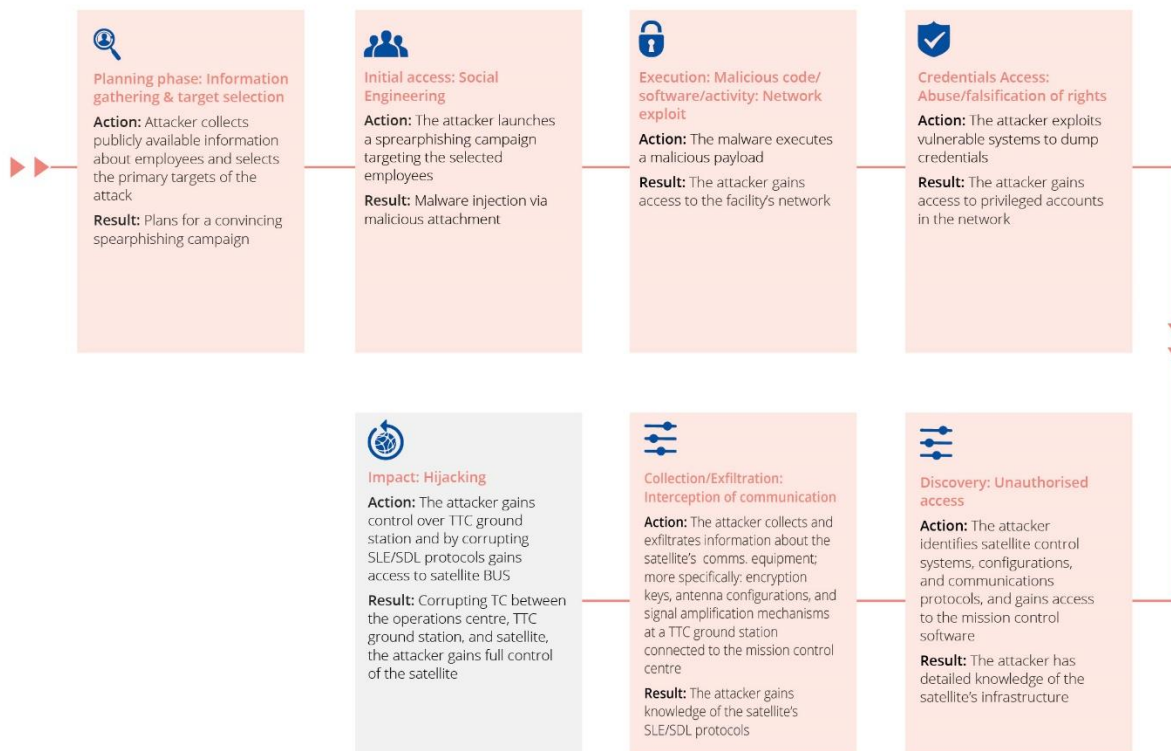 Planning phase: Information
gathering & target selection
Action: Attacker collects
publicly available information
about employees and selects
the primary targets of the
attack
Result: Plans for a convincing
spearphishing campaign
Initial access: Social
Engineering
Action: The attacker launches
a sprearphishing campaign
targeting the selected
employees
Result: Malware injection via
malicious attachment
Execution: Malicious code/
software/activity: Network
exploit
Action: The malware executes
a malicious payload
Result: The attacker gains
access to the facility's network
Credentials Access:
Abuse/falsification of rights
Action: The attacker exploits
vulnerable systems to dump
credentials
Result: The attacker gains
access to privileged accounts
in the network
Discovery: Unauthorised
access
Action: The attacker
identifies satellite control
systems, configurations,
and communications
protocols, and gains access
to the mission control
software
Result: The attacker has
detailed knowledge of the
satellite's infrastructure
Collection/Exfiltration:
Interception of communication
Action: The attacker collects and
exfiltrates information about the
satellite's comms. equipment;
more specifically: encryption
keys, antenna configurations, and
signal amplification mechanisms
at a TTC ground station
connected to the mission control
centre
Result: The attacker gains
knowledge of the satellite's
SLE/SDL protocols
Impact: Hijacking
Action: The attacker gains
control over TTC ground
station and by corrupting
SLE/SDL protocols gains
access to satellite BUS
Result: Corrupting TC between
the operations centre, TTC
ground station, and satellite,
the attacker gains full control
of the satellite